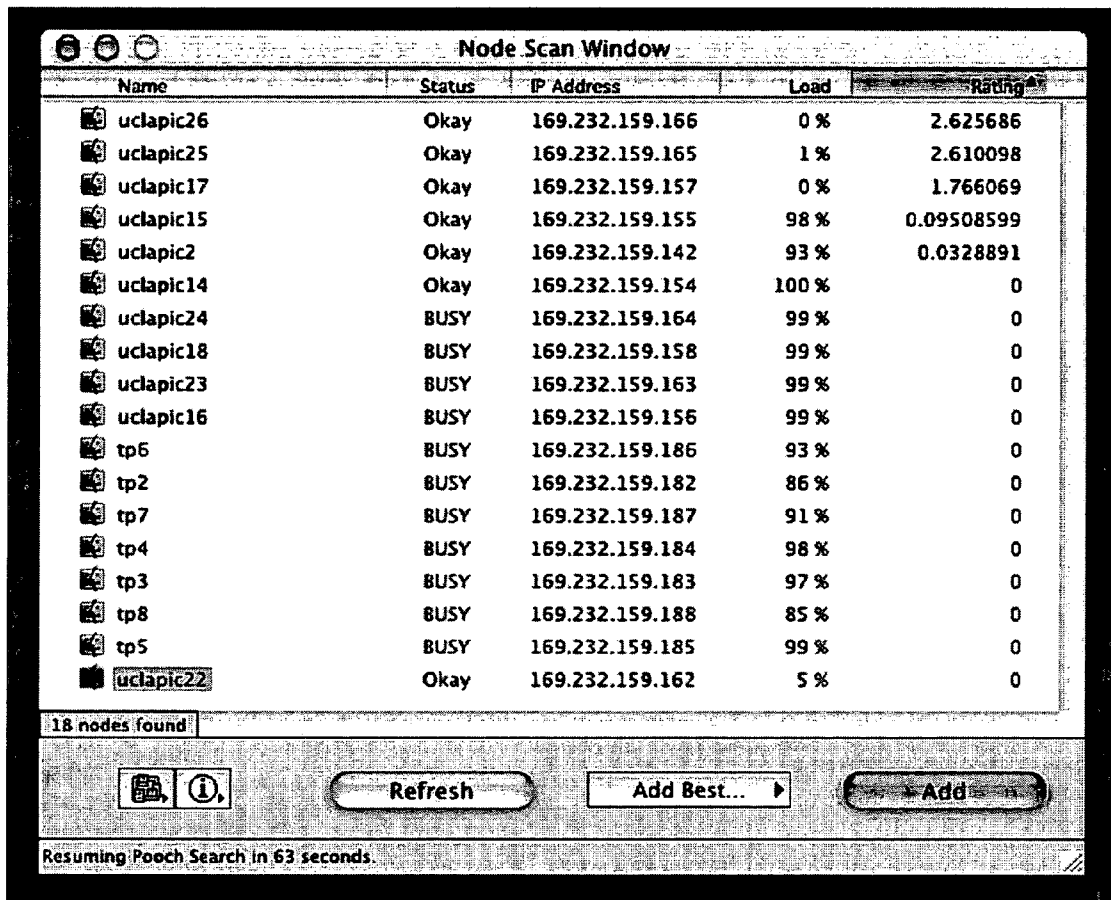 Node Scan Window
Name Status IP Address Load Rating
uclapic26 Okay 169.232.159.166 0 % 2.625686
uclapic25 Okay 169.232.159.165 1 % 2.610098
uclapic17 Okay 169.232.159.157 0 % 1.766069
uclapic15 Okay 169.232.159.155 98 % 0.09508599
uclapic2 Okay 169.232.159.142 93 % 0.0328891
uclapic14 Okay 169.232.159.154 100 % 0
uclapic24 BUSY 169.232.159.164 99 % 0
uclapic18 BUSY 169.232.159.158 99 % 0
uclapic23 BUSY 169.232.159.163 99 % 0
uclapic16 BUSY 169.232.159.156 99 % 0
tp6 BUSY 169.232.159.186 93 % 0
tp2 BUSY 169.232.159.182 86 % 0
tp7 BUSY 169.232.159.187 91 % 0
tp4 BUSY 169.232.159.184 98 % 0
tp3 BUSY 169.232.159.183 97 % 0
tp8 BUSY 169.232.159.188 85 % 0
tp5 BUSY 169.232.159.185 99 % 0
uclapic22 Okay 169.232.159.162 5 % 0
18 nodes found
Refresh Add Best... Add
Resuming Pooch Search in 63 seconds.